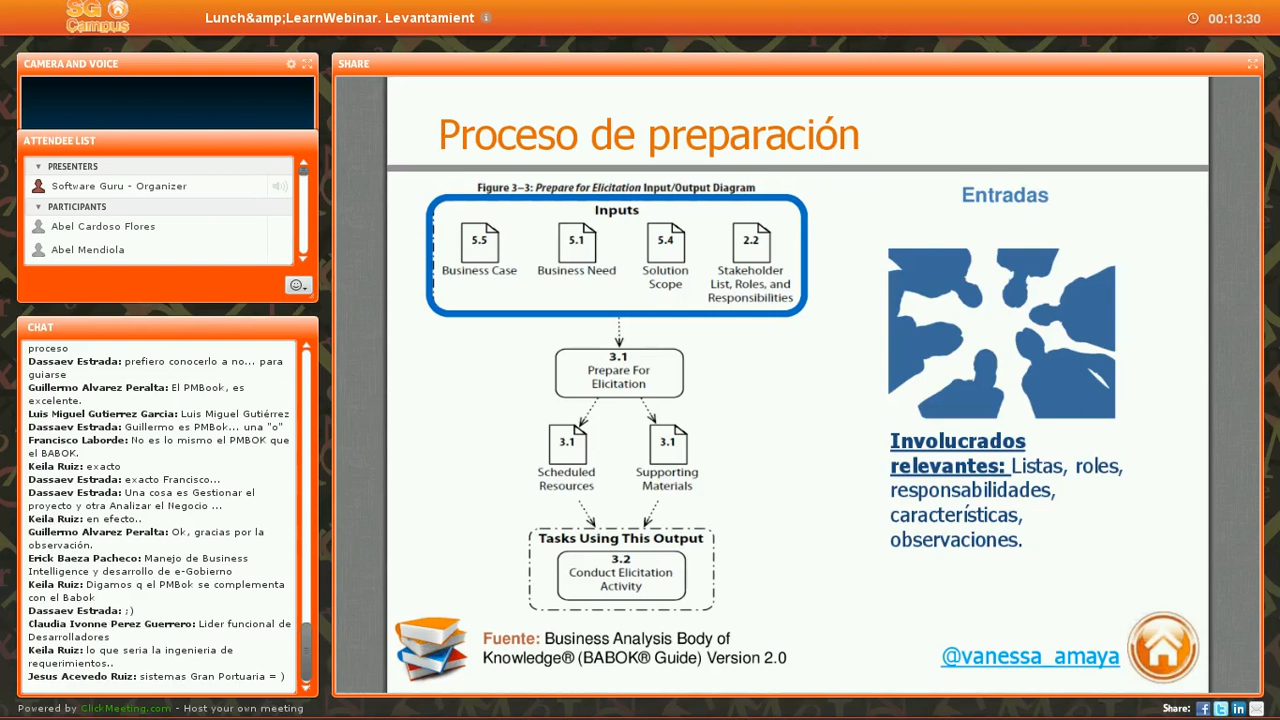 SG
Campus
Lunch&amp;LearnWebinar. Levantamient
00:13:30
CAMERA AND VOICE
ATTENDEE LIST
PRESENTERS
Software Guru - Organizer
PARTICIPANTS
Abel Cardoso Flores
Abel Mendiola
CHAT
proceso
Dassaev Estrada: prefiero conocerlo a no... para
guiarse
Guillermo Alvarez Peralta: El PMBook, es
excelente.
Luis Miguel Gutierrez Garcia: Luis Miguel Gutiérrez
Dassaev Estrada: Guillermo es PMBok... una "o"
Francisco Laborde: No es lo mismo el PMBOK que
el BABOK.
Keila Ruiz: exacto
Dassaev Estrada: exacto Francisco...
Dassaev Estrada: Una cosa es Gestionar el
proyecto y otra Analizar el Negocio ...
Keila Ruiz: en efecto..
Guillermo Alvarez Peralta: Ok, gracias por la
observación.
Erick Baeza Pacheco: Manejo de Business
Intelligence y desarrollo de e-Gobierno
Keila Ruiz: Digamos q el PMBok se complementa
con el Babok
Dassaev Estrada: ;)
Claudia Ivonne Perez Guerrero: Lider funcional de
Desarrolladores
Keila Ruiz: lo que seria la ingenieria de
requerimientos..
Jesus Acevedo Ruiz: sistemas Gran Portuaria = )
SHARE
Proceso de preparación
Figure 3–3: Prepare for Elicitation Input/Output Diagram
Inputs
5.5
Business Case
5.1
Business Need
5.4
Solution
Scope
2.2
Stakeholder
List, Roles, and
Responsibilities
3.1
Prepare For
Elicitation
3.1
Scheduled
Resources
3.1
Supporting
Materials
Tasks Using This Output
3.2
Conduct Elicitation
Activity
Entradas
Involucrados
relevantes: Listas, roles,
responsabilidades,
características,
observaciones.
Fuente: Business Analysis Body of
Knowledge® (BABOK® Guide) Version 2.0
@vanessa_amaya
Powered by ClickMeeting.com - Host your own meeting
Share: